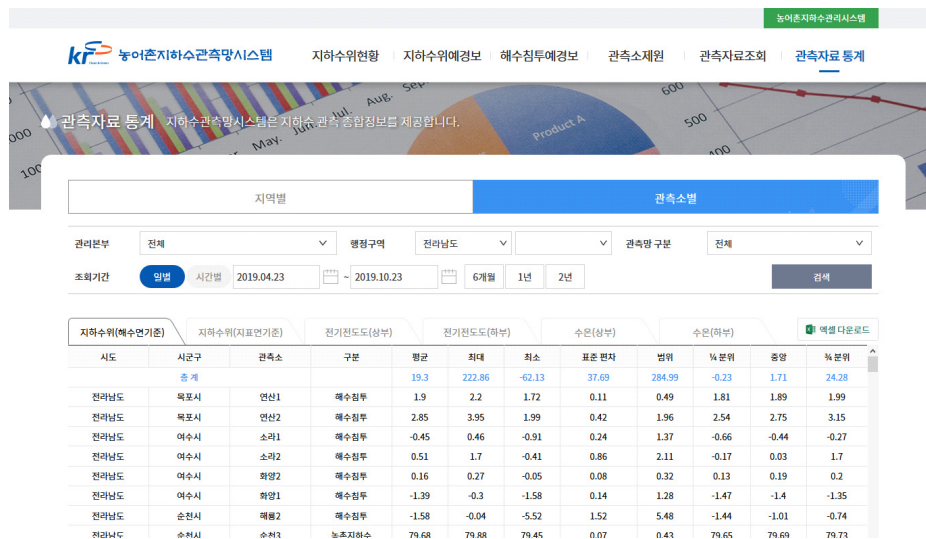 농어촌지하수관리시스템
kr 농어촌지하수관측망시스템 지하수위현황 지하수위예경보 해수침투예경보 관측소제원 관측자료조회 관측자료 통계
관측자료 통계 지하수관측망시스템은 지하수 관측 종합정보를 제공합니다.
May. Jun. Jul. Aug. Sep.
Product A
600
500
400
000
100
지역별 관측소별
관리본부 전체 행정구역 전라남도 관측망 구분 전체
조회기간 일별 시간별 2019.04.23 ~ 2019.10.23 6개월 1년 2년 검색
지하수위(해수면기준) 지하수위(지표면기준) 전기전도도(상부) 전기전도도(하부) 수온(상부) 수온(하부) 엑셀 다운로드
시도 시군구 관측소 구분 평균 최대 최소 표준 편차 범위 ¼ 분위 중앙 ¾ 분위
총 계 19.3 222.86 -62.13 37.69 284.99 -0.23 1.71 24.28
전라남도 목포시 연산1 해수침투 1.9 2.2 1.72 0.11 0.49 1.81 1.89 1.99
전라남도 목포시 연산2 해수침투 2.85 3.95 1.99 0.42 1.96 2.54 2.75 3.15
전라남도 여수시 소라1 해수침투 -0.45 0.46 -0.91 0.24 1.37 -0.66 -0.44 -0.27
전라남도 여수시 소라2 해수침투 0.51 1.7 -0.41 0.86 2.11 -0.17 0.03 1.7
전라남도 여수시 화양2 해수침투 0.16 0.27 -0.05 0.08 0.32 0.13 0.19 0.2
전라남도 여수시 화양1 해수침투 -1.39 -0.3 -1.58 0.14 1.28 -1.47 -1.4 -1.35
전라남도 순천시 해룡2 해수침투 -1.58 -0.04 -5.52 1.52 5.48 -1.44 -1.01 -0.74
전라남도 순천시 순천3 농촌지하수 79.68 79.88 79.45 0.07 0.43 79.65 79.69 79.73